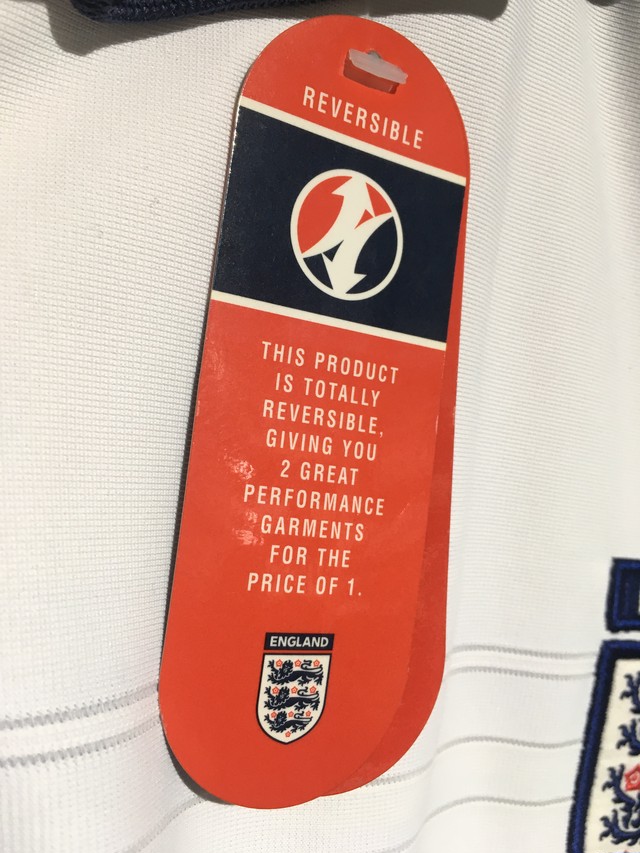 REVERSIBLE
THIS PRODUCT
IS TOTALLY
REVERSIBLE,
GIVING YOU
2 GREAT
PERFORMANCE
GARMENTS
FOR THE
PRICE OF 1.
ENGLAND